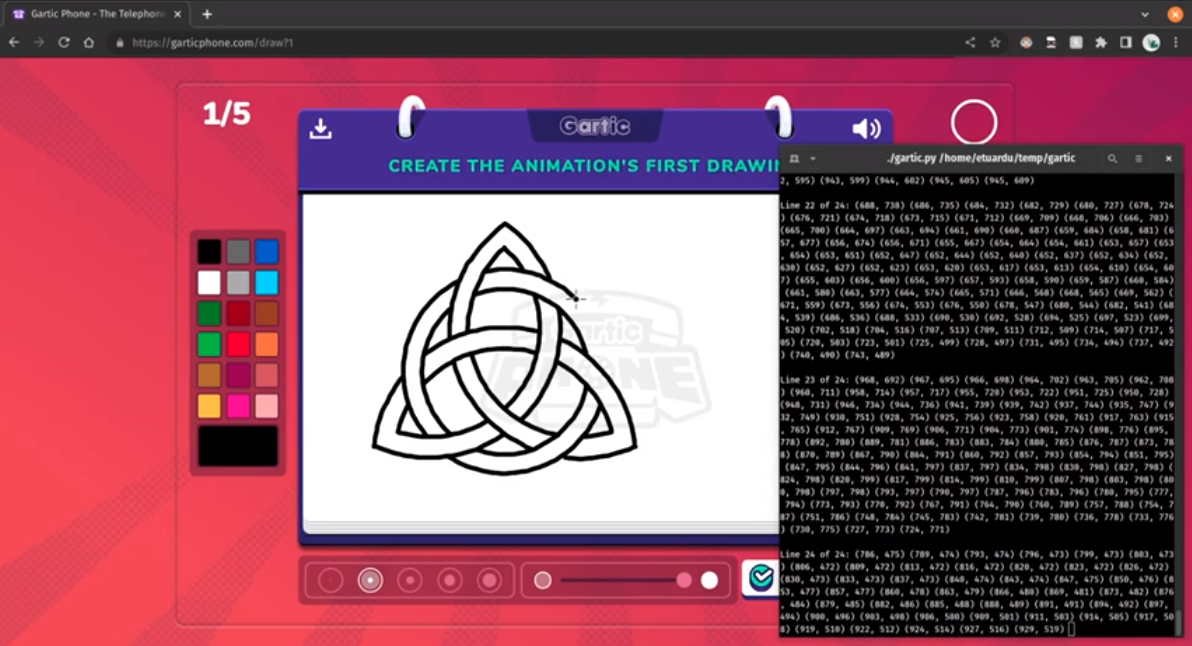 Gartic Phone - The Telephone
https://garticphone.com/draw?1
1/5
Gartic
CREATE THE ANIMATION'S FIRST DRAWIN
./gartic.py /home/etuardu/temp/gartic
2, 595) (943, 599) (944, 602) (945, 605) (945, 609)
Line 22 of 24: (688, 738) (686, 735) (684, 732) (682, 729) (680, 727) (678, 724
) (676, 721) (674, 718) (673, 715) (671, 712) (669, 709) (668, 706) (666, 703)
(665, 700) (664, 697) (663, 694) (661, 690) (660, 687) (659, 684) (658, 681) (6
57, 677) (656, 674) (656, 671) (655, 667) (654, 664) (654, 661) (653, 657) (653
, 654) (653, 651) (652, 647) (652, 644) (652, 640) (652, 637) (652, 634) (652,
630) (652, 627) (652, 623) (653, 620) (653, 617) (653, 613) (654, 610) (654, 60
7) (655, 603) (656, 600) (656, 597) (657, 593) (658, 590) (659, 587) (660, 584)
(661, 580) (663, 577) (664, 574) (665, 571) (666, 568) (668, 565) (669, 562) (
671, 559) (673, 556) (674, 553) (676, 550) (678, 547) (680, 544) (682, 541) (68
4, 539) (686, 536) (688, 533) (690, 530) (692, 528) (694, 525) (697, 523) (699,
520) (702, 518) (704, 516) (707, 513) (709, 511) (712, 509) (714, 507) (717, 5
05) (720, 503) (723, 501) (725, 499) (728, 497) (731, 495) (734, 494) (737, 492
) (740, 490) (743, 489)
Line 23 of 24: (968, 692) (967, 695) (966, 698) (964, 702) (963, 705) (962, 708
) (960, 711) (958, 714) (957, 717) (955, 720) (953, 722) (951, 725) (950, 728)
(948, 731) (946, 734) (944, 736) (941, 739) (939, 742) (937, 744) (935, 747) (9
32, 749) (930, 751) (928, 754) (925, 756) (923, 758) (920, 761) (917, 763) (915
, 765) (912, 767) (909, 769) (906, 771) (904, 773) (901, 774) (898, 776) (895,
778) (892, 780) (889, 781) (886, 783) (883, 784) (880, 785) (876, 787) (873, 78
8) (870, 789) (867, 790) (864, 791) (860, 792) (857, 793) (854, 794) (851, 795)
(847, 795) (844, 796) (841, 797) (837, 797) (834, 798) (830, 798) (827, 798) (
824, 798) (820, 799) (817, 799) (814, 799) (810, 799) (807, 798) (803, 798) (80
0, 798) (797, 798) (793, 797) (790, 797) (787, 796) (783, 796) (780, 795) (777,
794) (773, 793) (770, 792) (767, 791) (764, 790) (760, 789) (757, 788) (754, 7
87) (751, 786) (748, 784) (745, 783) (742, 781) (739, 780) (736, 778) (733, 776
) (730, 775) (727, 773) (724, 771)
Line 24 of 24: (786, 475) (789, 474) (793, 474) (796, 473) (799, 473) (803, 473
) (806, 472) (809, 472) (813, 472) (816, 472) (820, 472) (823, 472) (826, 472)
(830, 473) (833, 473) (837, 473) (840, 474) (843, 474) (847, 475) (850, 476) (8
53, 477) (857, 477) (860, 478) (863, 479) (866, 480) (869, 481) (873, 482) (876
, 484) (879, 485) (882, 486) (885, 488) (888, 489) (891, 491) (894, 492) (897,
494) (900, 496) (903, 498) (906, 500) (909, 501) (911, 503) (914, 505) (917, 50
8) (919, 510) (922, 512) (924, 514) (927, 516) (929, 519)